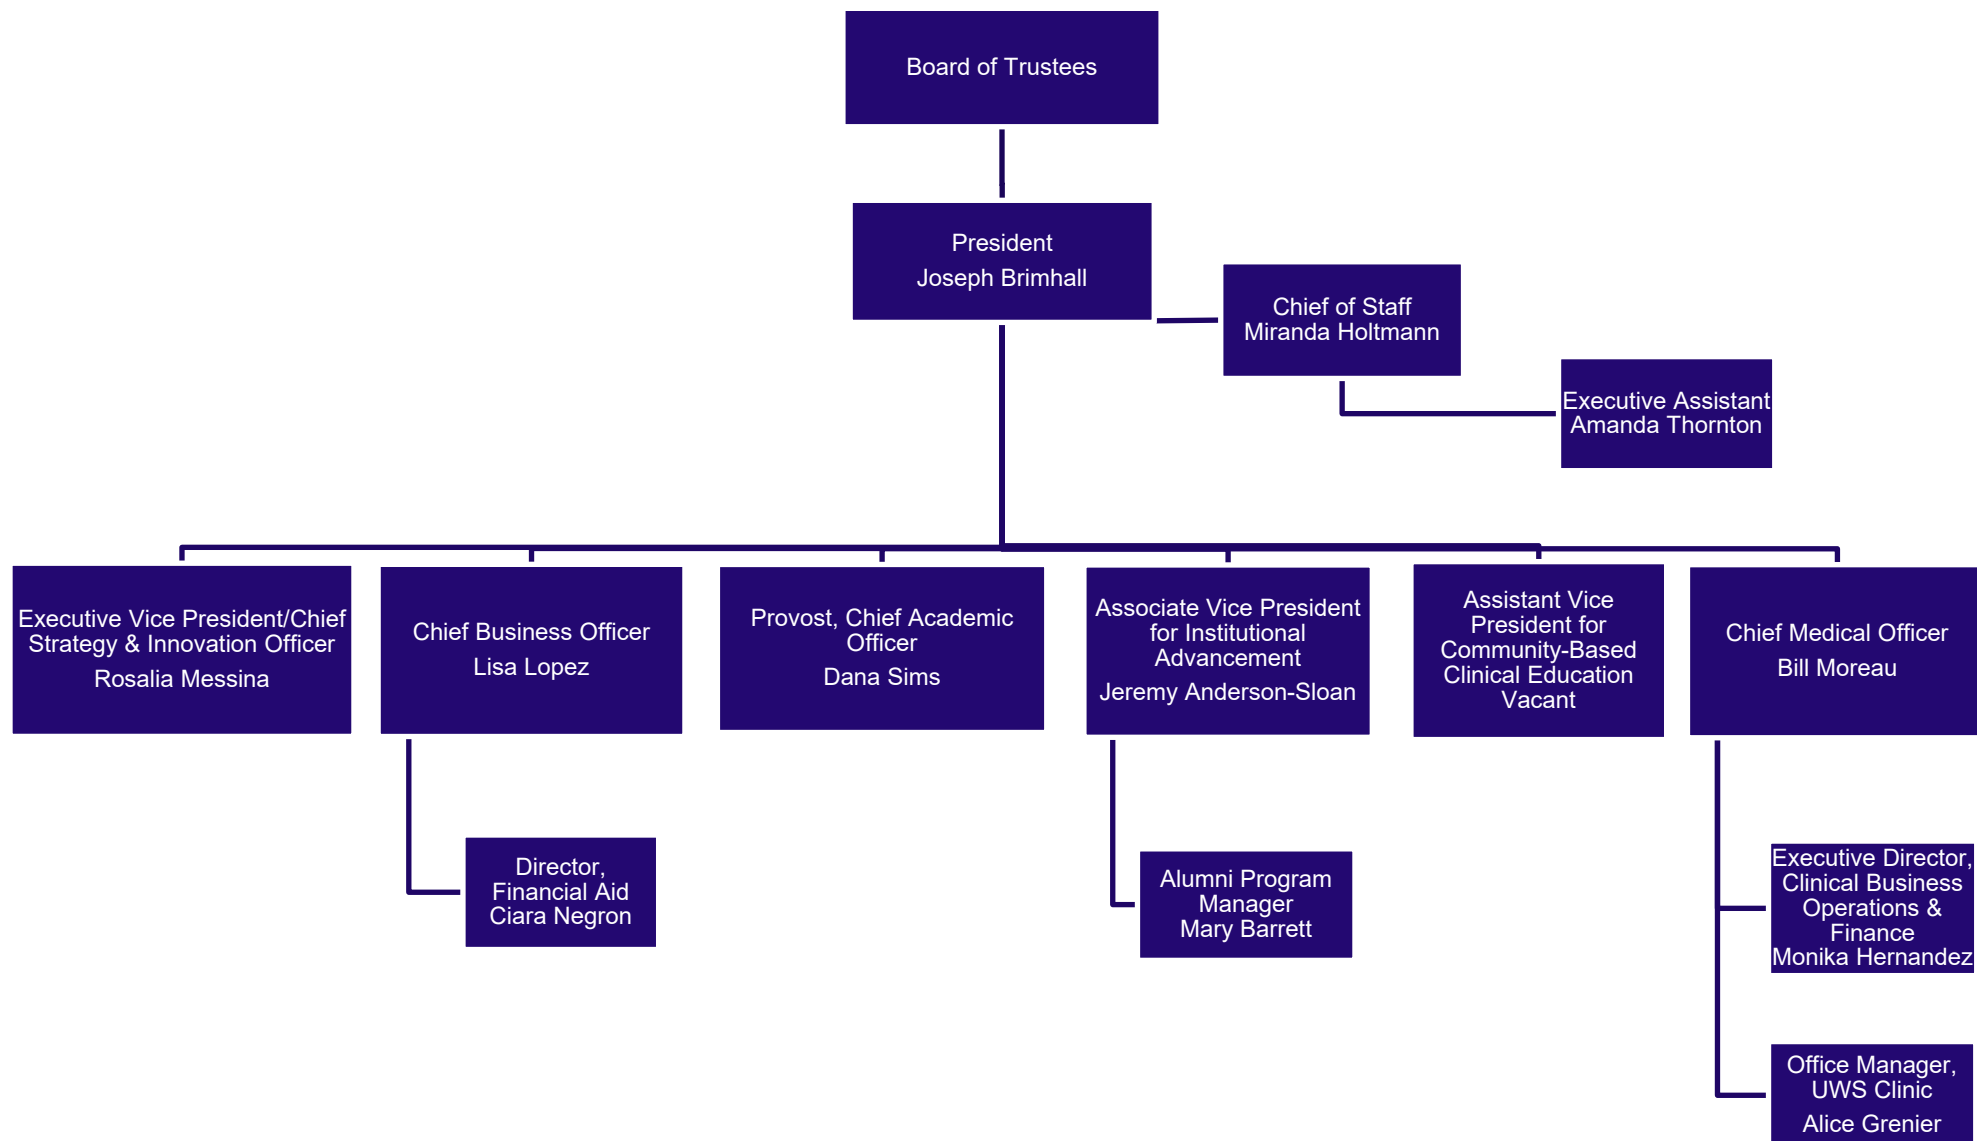 Board of Trustees
President
Joseph Brimhall
Chief of Staff
Miranda Holtmann
Executive Assistant
Amanda Thornton
Executive Vice President/Chief
Strategy & Innovation Officer
Rosalia Messina
Chief Business Officer
Lisa Lopez
Provost, Chief Academic
Officer
Dana Sims
Associate Vice President
for Institutional
Advancement
Jeremy Anderson-Sloan
Assistant Vice
President for
Community-Based
Clinical Education
Vacant
Chief Medical Officer
Bill Moreau
Director,
Financial Aid
Ciara Negron
Alumni Program
Manager
Mary Barrett
Executive Director,
Clinical Business
Operations &
Finance
Monika Hernandez
Office Manager,
UWS Clinic
Alice Grenier